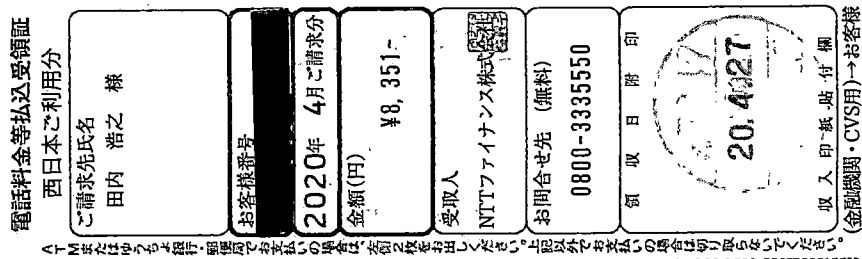 電話料金等払込受領証
西日本ご利用分
ご請求先氏名
田内 浩之 様
お客様番号
2020年 4月ご請求分
金額(円)
¥8,351-
受取人
NTTファイナンス株式会社
お問合せ先 (無料)
0800-3335550
領収日附印
20.4.27
収入印紙貼付欄
(金融機関・CVS用)→お客様
ATMまたはゆうちょ銀行・郵便局でお支払いの場合は、左側2枚をお出しください。上記以外でお支払いの場合は切り取らないでください。